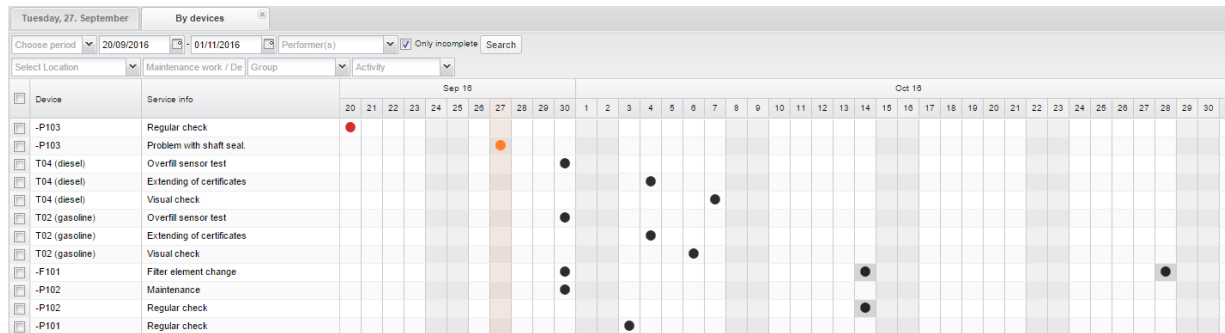 Tuesday, 27. September By devices
Choose period 20/09/2016 - 01/11/2016 Performer(s) Only incomplete Search
Select Location Maintenance work / De Group Activity
Device Service info Sep 16 Oct 16
20 21 22 23 24 25 26 27 28 29 30 1 2 3 4 5 6 7 8 9 10 11 12 13 14 15 16 17 18 19 20 21 22 23 24 25 26 27 28 29 30
-P103 Regular check
-P103 Problem with shaft seal.
T04 (diesel) Overfill sensor test
T04 (diesel) Extending of certificates
T04 (diesel) Visual check
T02 (gasoline) Overfill sensor test
T02 (gasoline) Extending of certificates
T02 (gasoline) Visual check
-F101 Filter element change
-P102 Maintenance
-P102 Regular check
-P101 Regular check